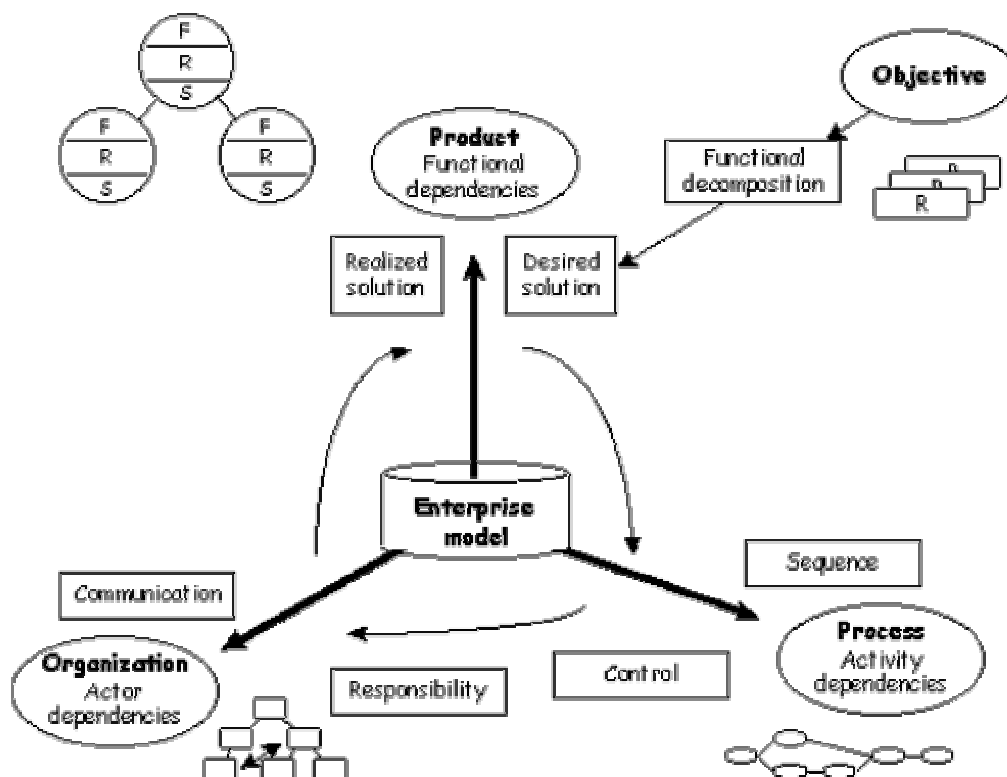 F
R
S
F
R
S
F
R
S
Objective
Product
Functional
dependencies
Functional
decomposition
R
Realized
solution
Desired
solution
Enterprise
model
Communication
Sequence
Organization
Actor
dependencies
Responsibility
Control
Process
Activity
dependencies